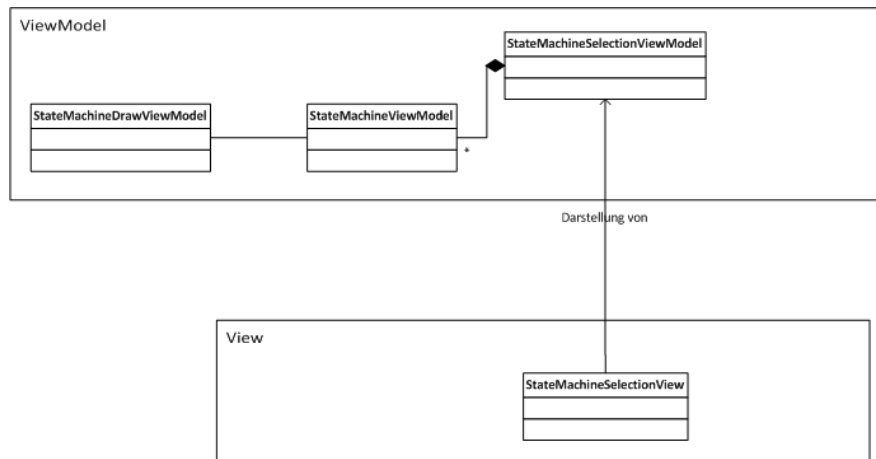 ViewModel
StateMachineSelectionViewModel
StateMachineDrawViewModel
StateMachineViewModel
*
Darstellung von
View
StateMachineSelectionView